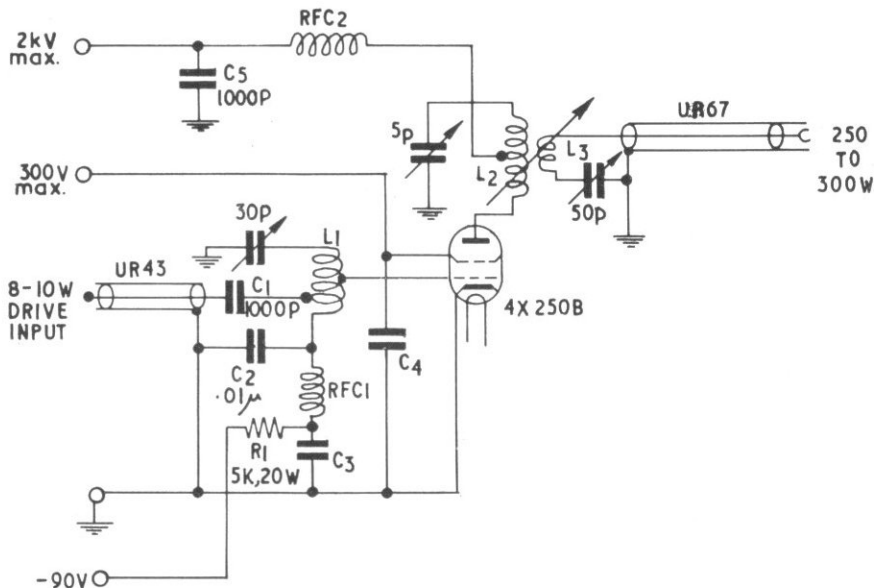 RFC2
2kV
max.
C5
1000P
5p
UR67
250
TO
300W
L3
L2
50p
300V
max.
30p
L1
UR43
8-10W
DRIVE
INPUT
C1
1000P
4X250B
C2
.01μ
RFC1
C4
R1
5K,20W
C3
-90V